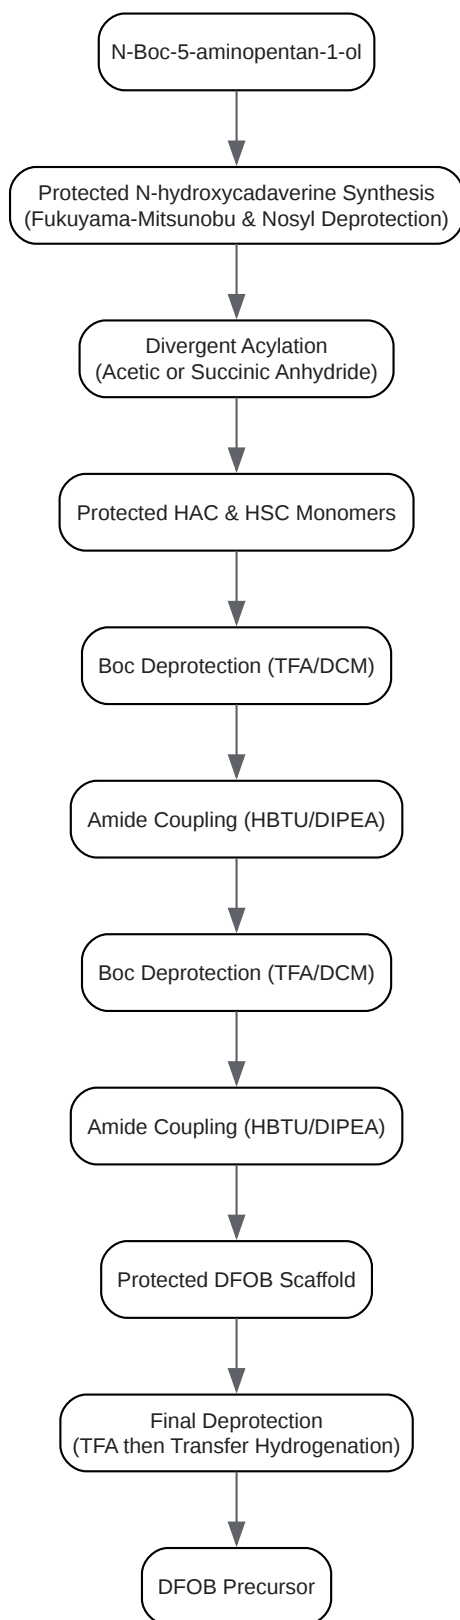 N-Boc-5-aminopentan-1-ol
Protected N-hydroxycadaverine Synthesis
(Fukuyama-Mitsunobu & Nosyl Deprotection)
Divergent Acylation
(Acetic or Succinic Anhydride)
Protected HAC & HSC Monomers
Boc Deprotection (TFA/DCM)
Amide Coupling (HBTU/DIPEA)
Boc Deprotection (TFA/DCM)
Amide Coupling (HBTU/DIPEA)
Protected DFOB Scaffold
Final Deprotection
(TFA then Transfer Hydrogenation)
DFOB Precursor